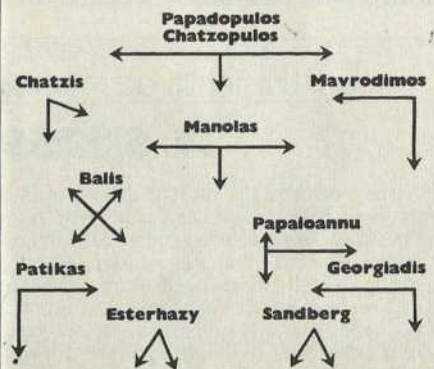 Papadopulos
Chatzopulos
Chatzis
Mavrodimos
Manolas
Balis
Papaioannu
Patikas
Georgiadis
Esterhazy
Sandberg